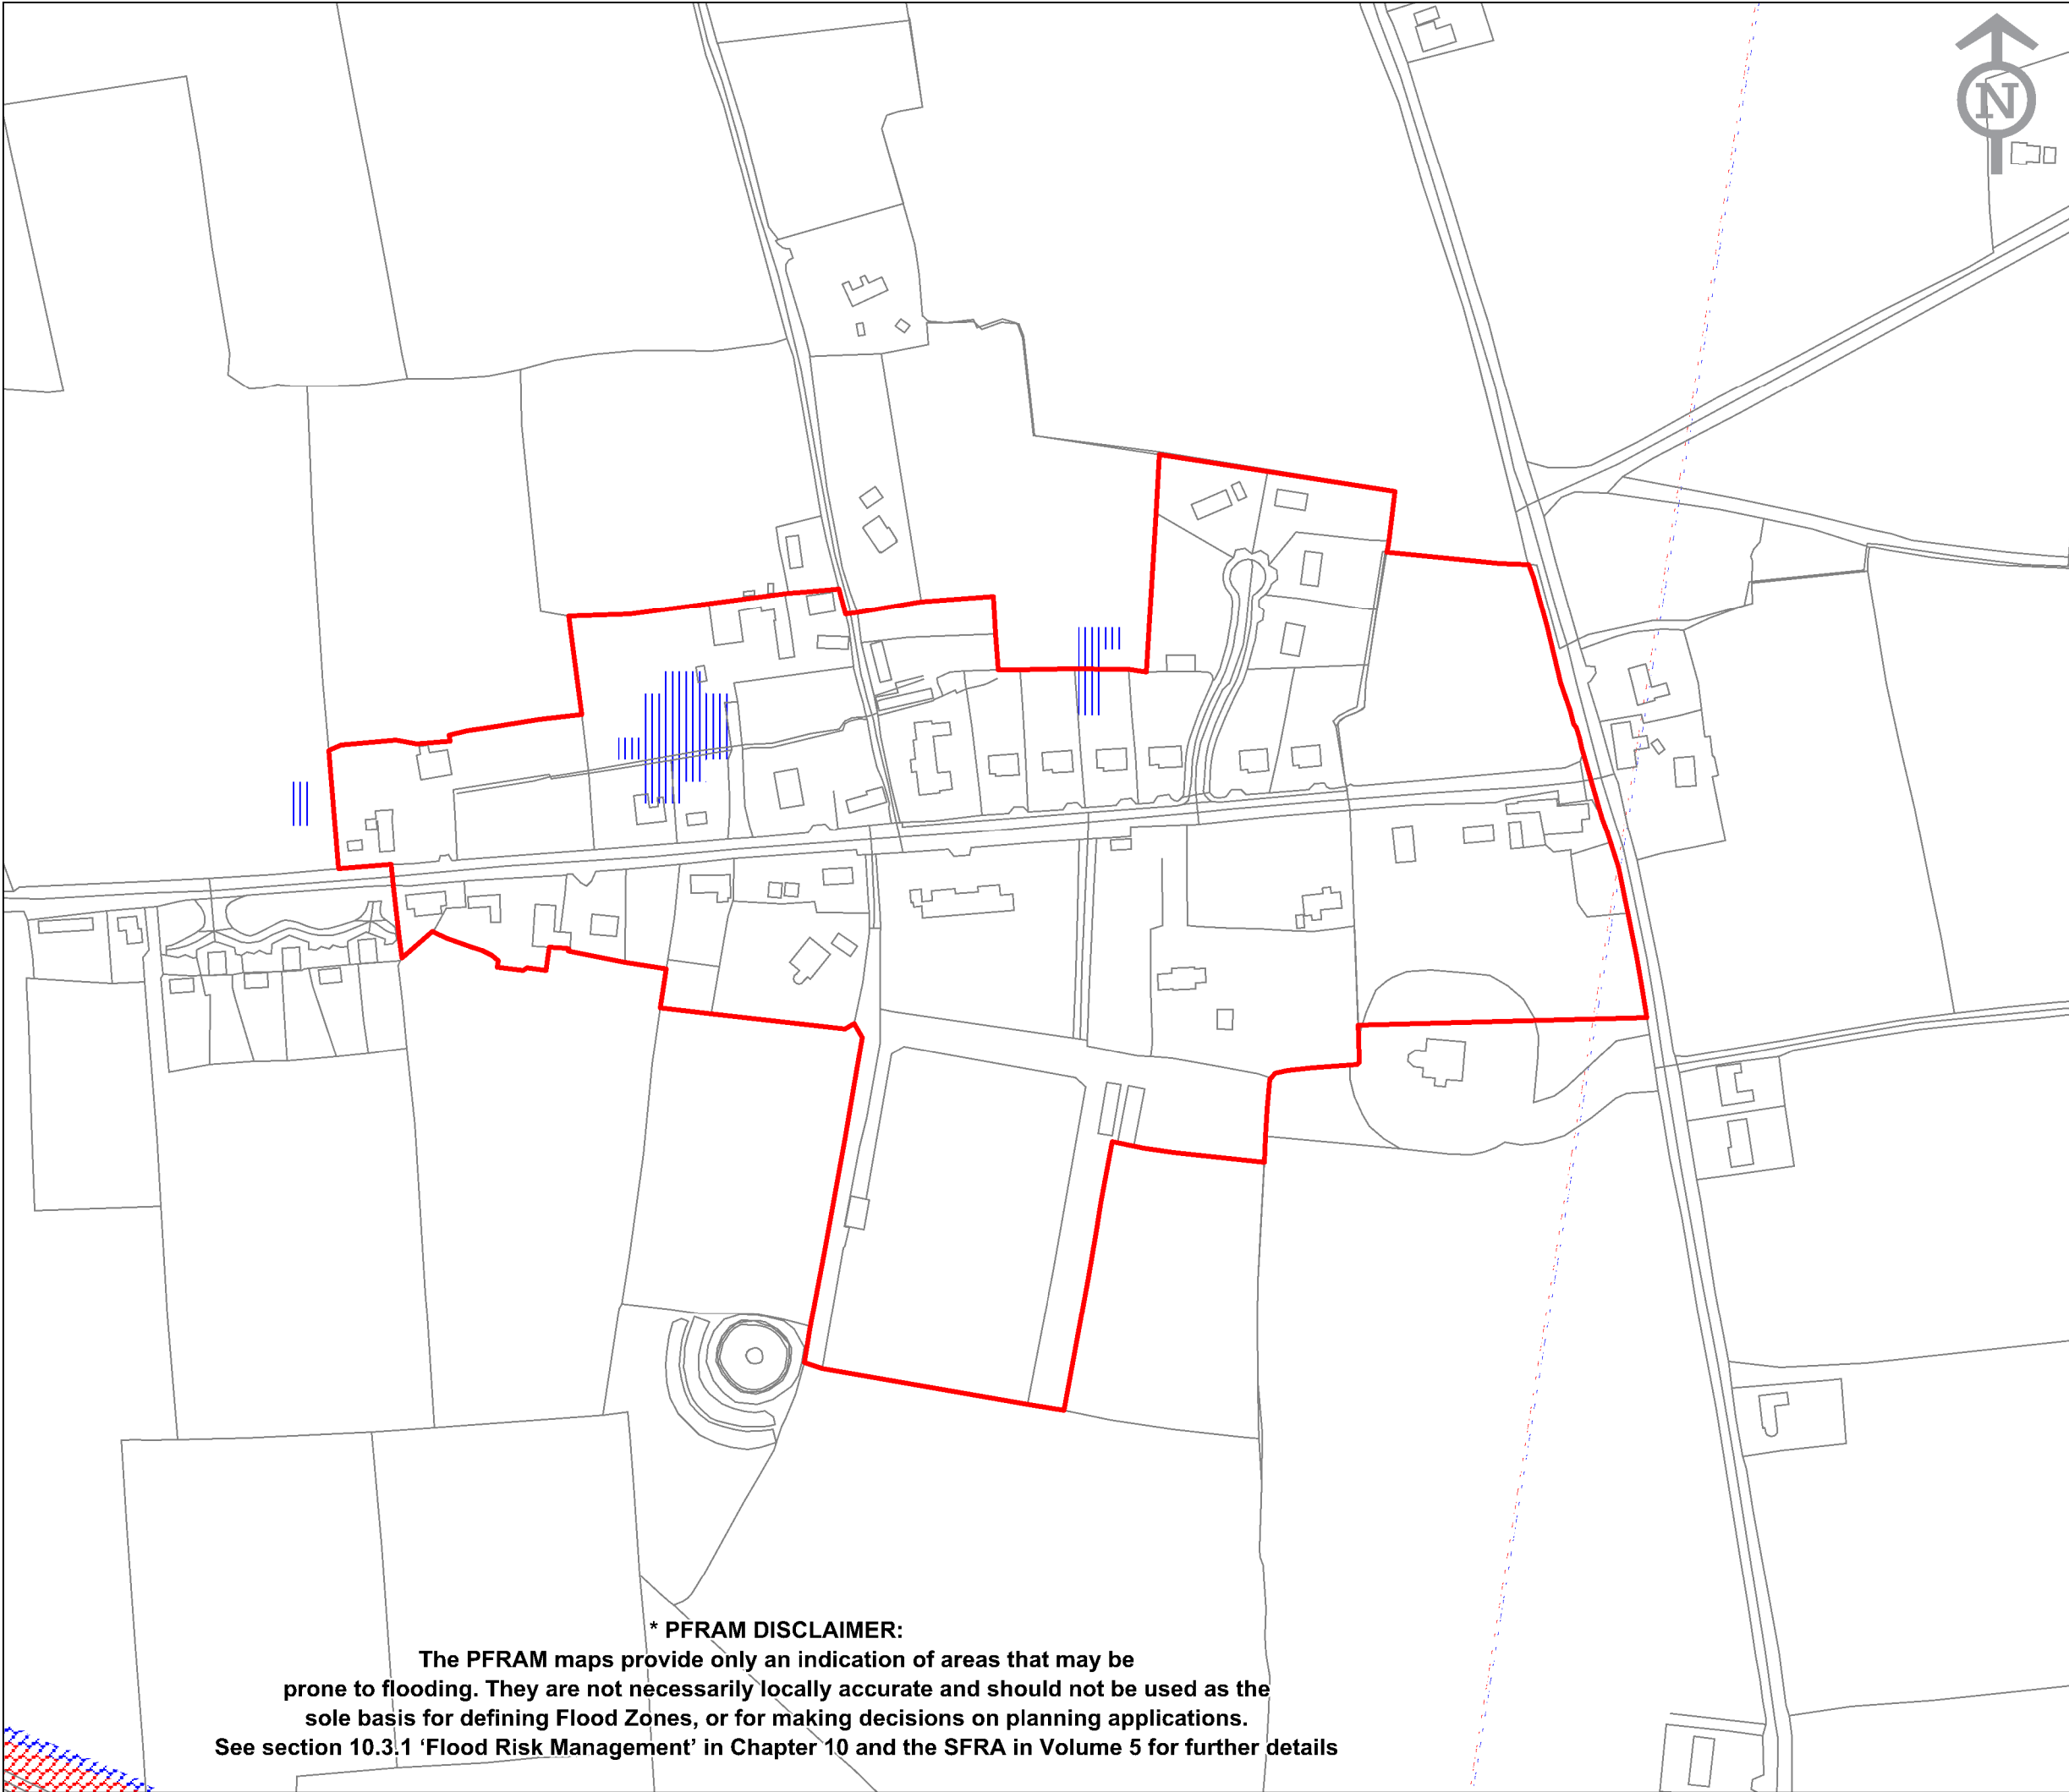 N
* PFRAM DISCLAIMER:
The PFRAM maps provide only an indication of areas that may be
prone to flooding. They are not necessarily locally accurate and should not be used as the
sole basis for defining Flood Zones, or for making decisions on planning applications.
See section 10.3.1 ‘Flood Risk Management’ in Chapter 10 and the SFRA in Volume 5 for further details